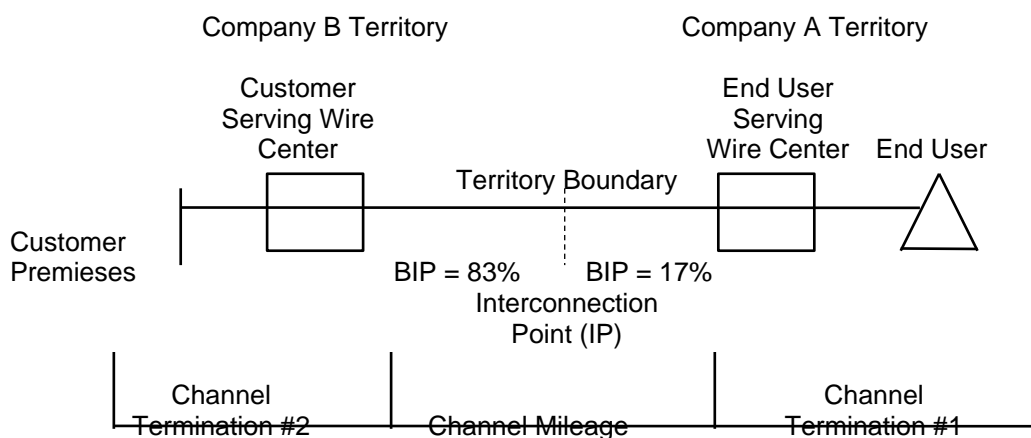 Company B Territory
Company A Territory
Customer
Serving Wire
Center
End User
Serving
Wire Center
End User
Territory Boundary
Customer
Premieses
BIP = 83%
BIP = 17%
Interconnection
Point (IP)
Channel
Termination #2
Channel Mileage
Channel
Termination #1